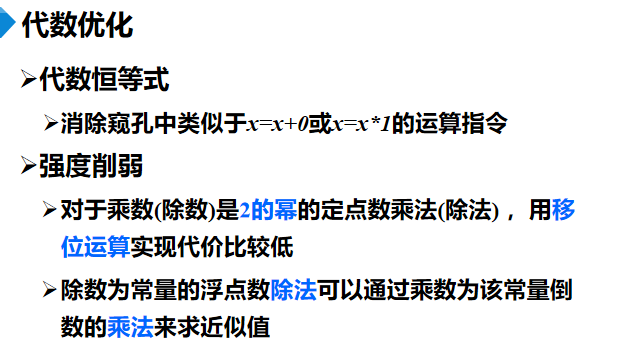 代数优化
➢代数恒等式
➢消除窥孔中类似于x=x+0或x=x*1的运算指令
➢强度削弱
➢对于乘数(除数)是2的幂的定点数乘法(除法)，用移
位运算实现代价比较低
➢除数为常量的浮点数除法可以通过乘数为该常量倒
数的乘法来求近似值